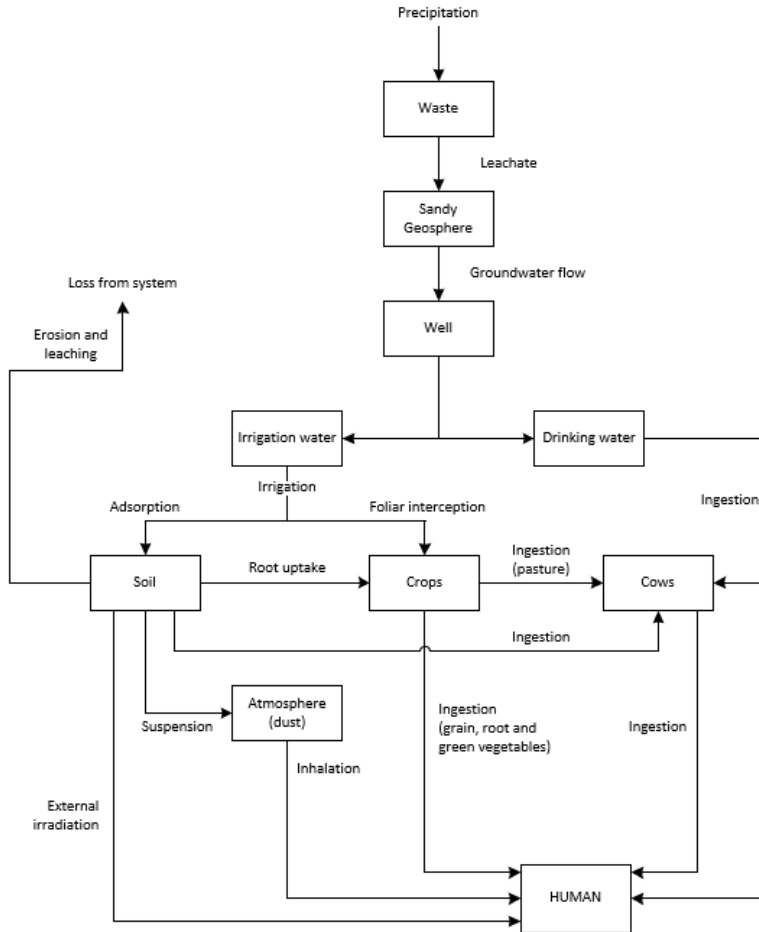 Precipitation
Waste
Leachate
Sandy
Geosphere
Groundwater flow
Loss from system
Well
Erosion and
leaching
Irrigation water
Drinking water
Irrigation
Ingestion
Adsorption
Foliar interception
Ingestion
(pasture)
Soil
Root uptake
Crops
Cows
Ingestion
Atmosphere
(dust)
Suspension
Ingestion
(grain, root and
green vegetables)
Ingestion
Inhalation
External
irradiation
HUMAN